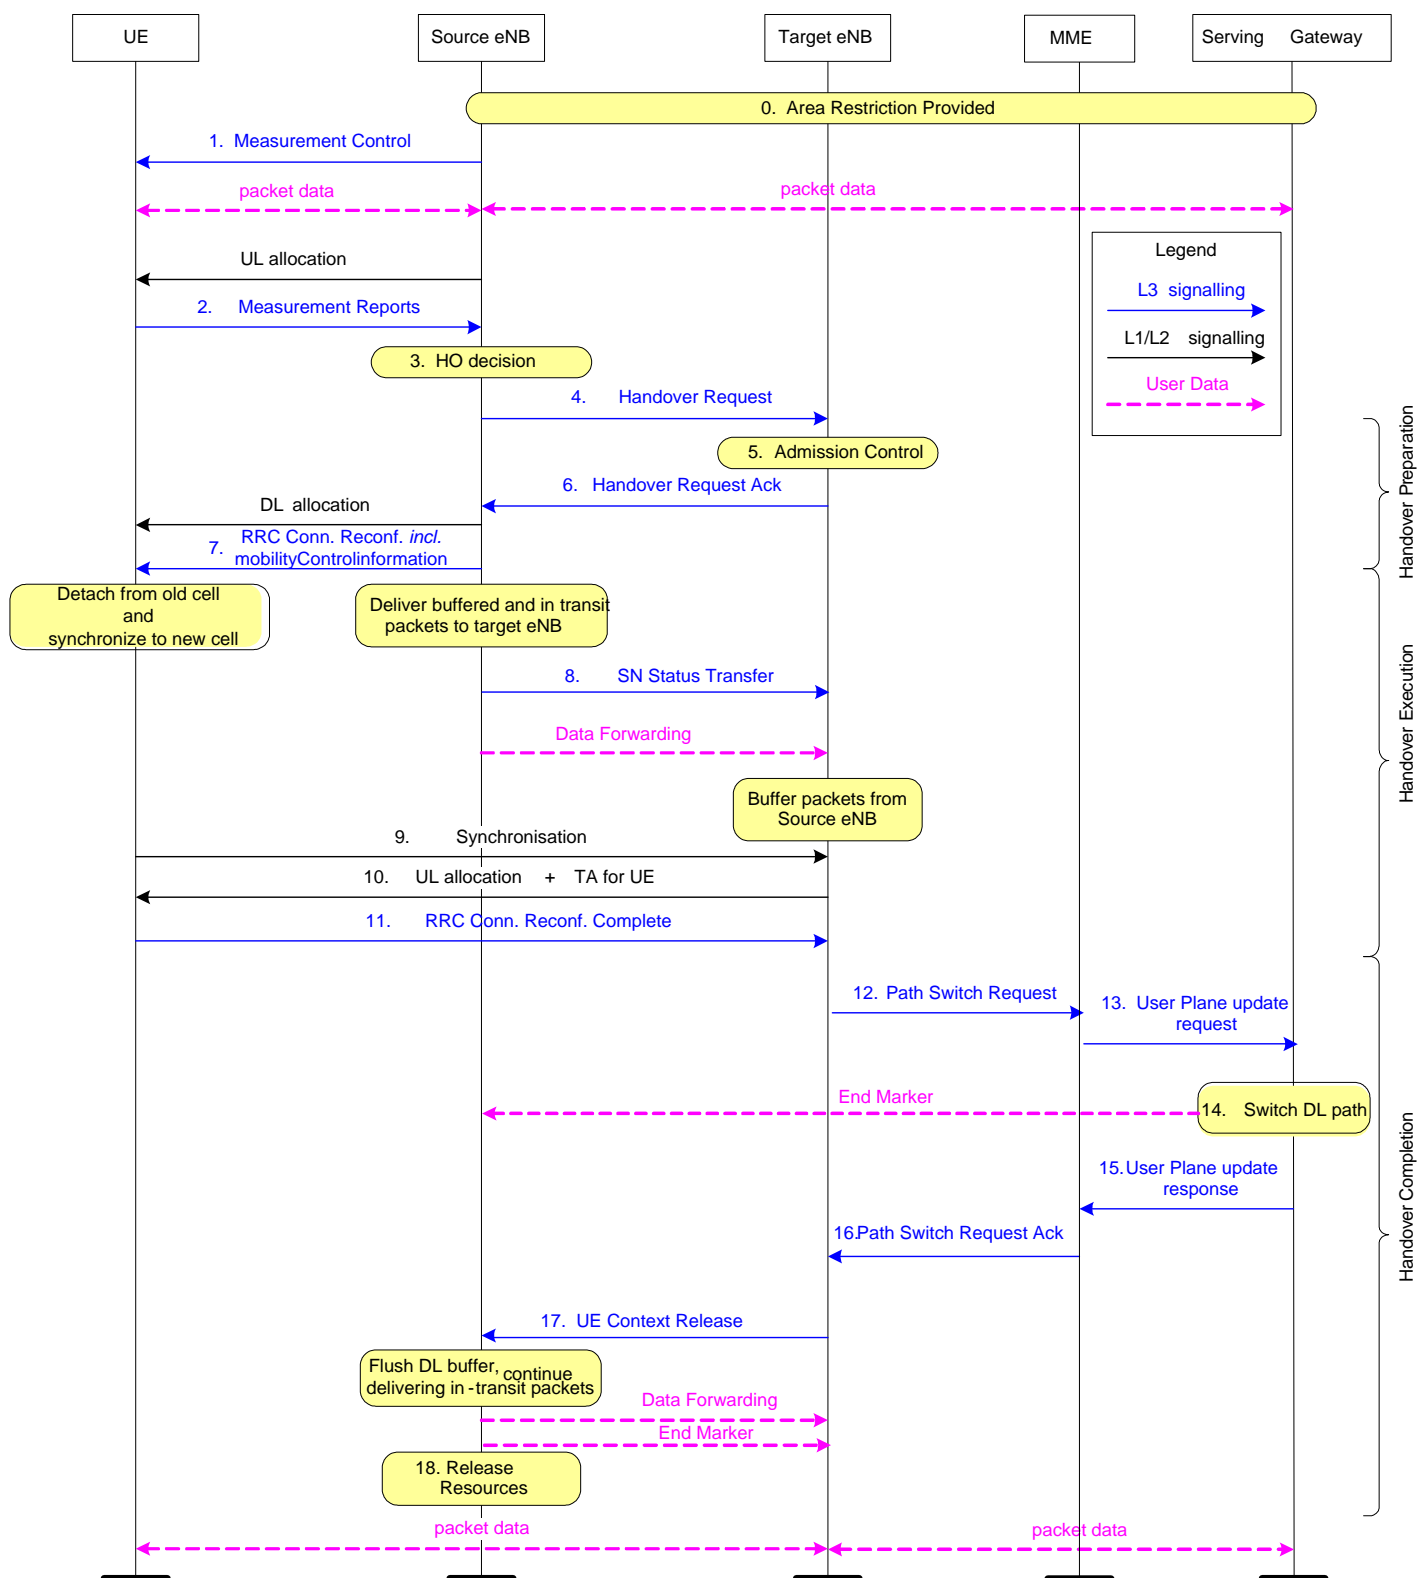 UE
Source eNB
Target eNB
MME
Serving Gateway
0. Area Restriction Provided
1. Measurement Control
packet data
packet data
Legend
UL allocation
L3 signalling
2. Measurement Reports
L1/L2 signalling
3. HO decision
User Data
4. Handover Request
5. Admission Control
Handover Preparation
6. Handover Request Ack
DL allocation
7. RRC Conn. Reconf. incl.
mobilityControlinformation
Detach from old cell
and
synchronize to new cell
Deliver buffered and in transit
packets to target eNB
8. SN Status Transfer
Handover Execution
Data Forwarding
Buffer packets from
Source eNB
9. Synchronisation
10. UL allocation + TA for UE
11. RRC Conn. Reconf. Complete
12. Path Switch Request
13. User Plane update
request
End Marker
14. Switch DL path
15.User Plane update
response
Handover Completion
16.Path Switch Request Ack
17. UE Context Release
Flush DL buffer, continue
delivering in-transit packets
Data Forwarding
End Marker
18. Release
Resources
packet data
packet data